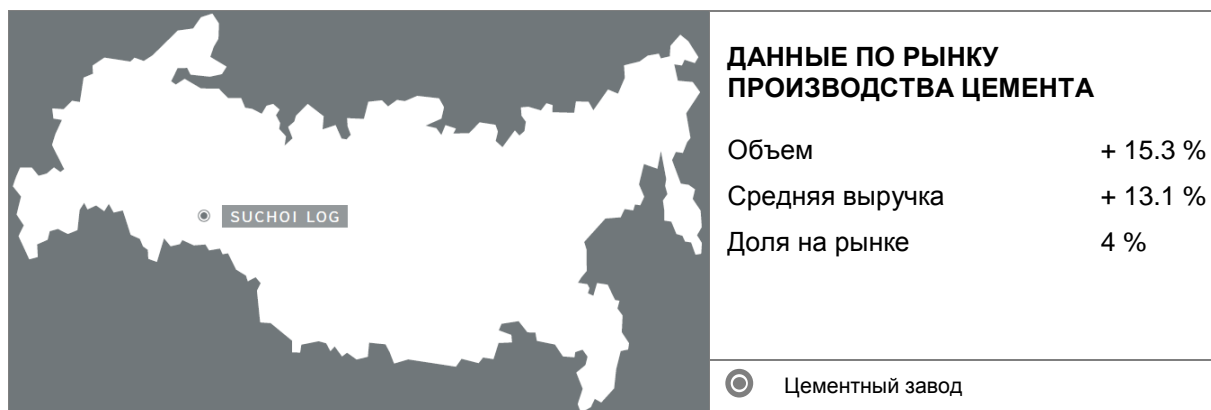 SUCHOI LOG
ДАННЫЕ ПО РЫНКУ
ПРОИЗВОДСТВА ЦЕМЕНТА
Объем + 15.3 %
Средняя выручка + 13.1 %
Доля на рынке 4 %
Цементный завод